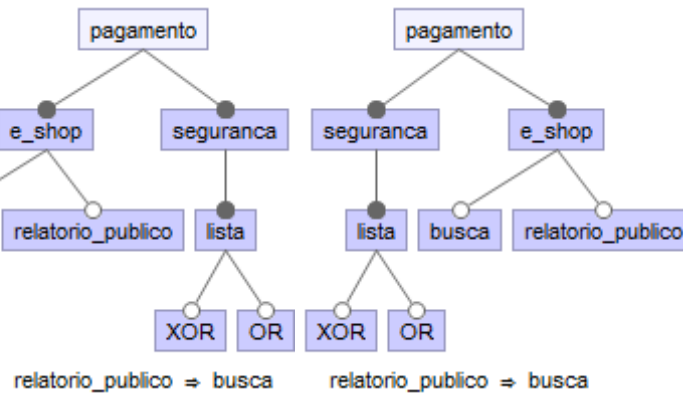 pagamento pagamento
e_shop seguranca seguranca e_shop
relatorio_publico lista lista busca relatorio_publico
XOR OR XOR OR
relatorio_publico ⇒ busca relatorio_publico ⇒ busca